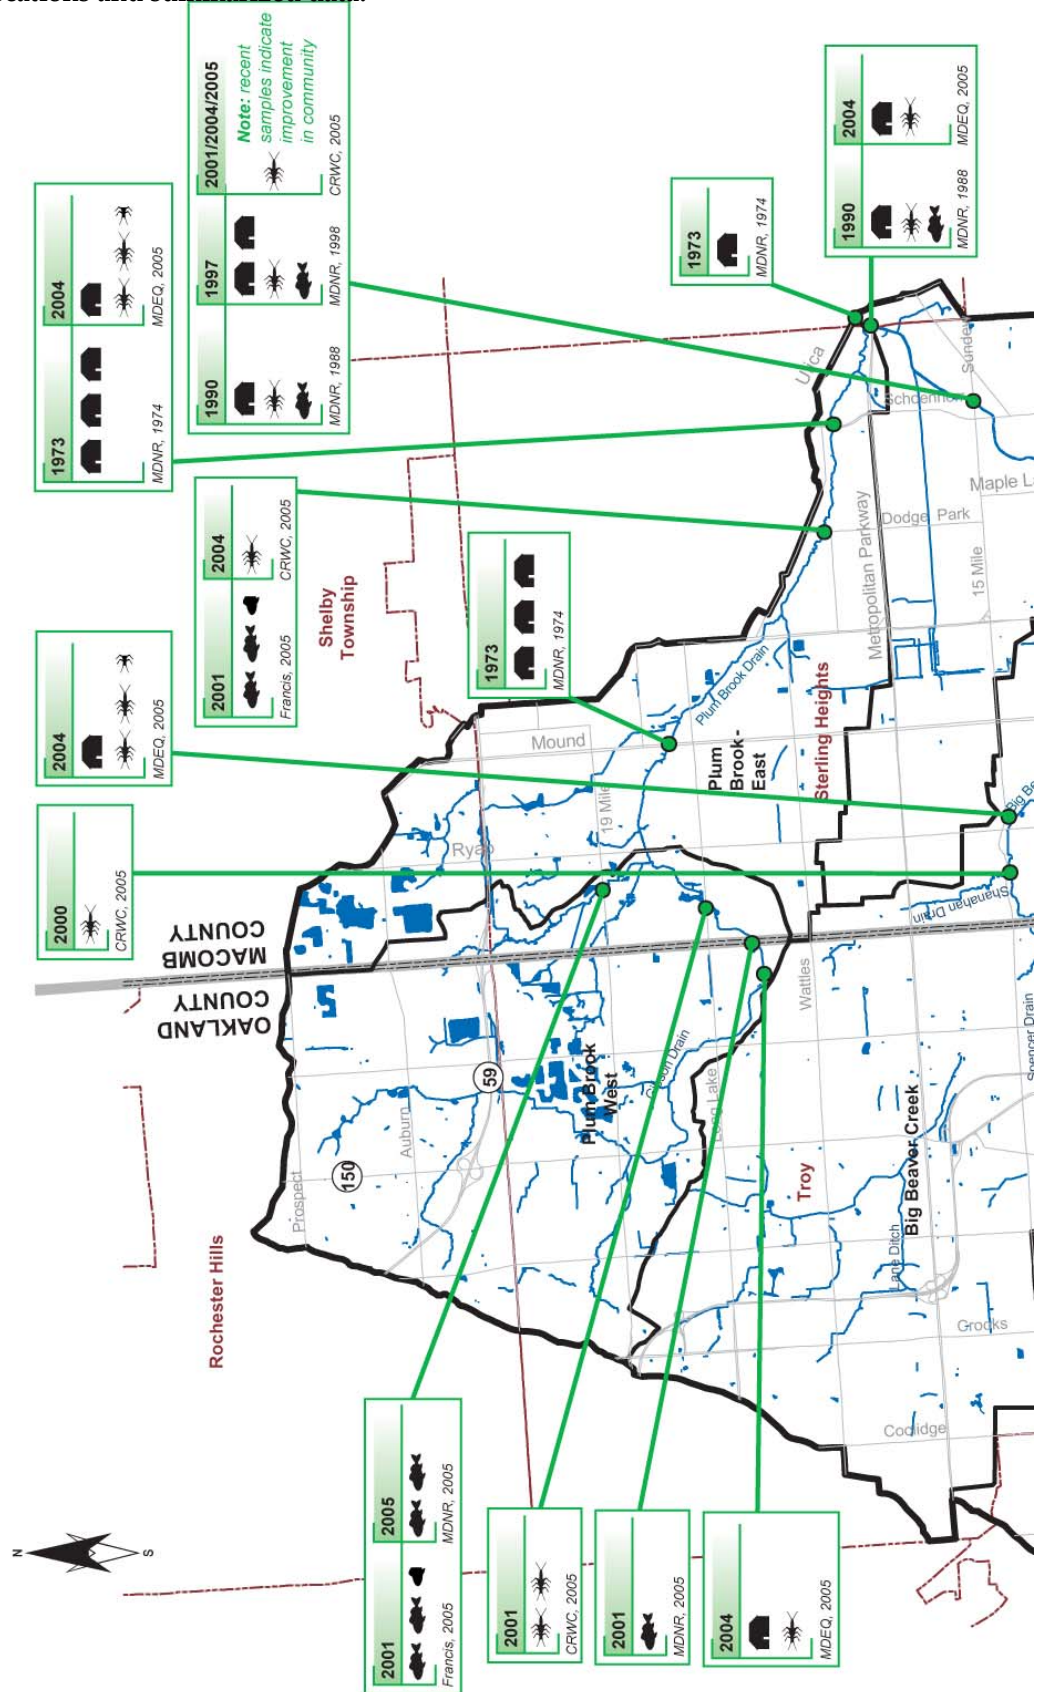 1973
2004
MDNR, 1974
MDEQ, 2005
1990
1997
2001/2004/2005
Note: recent
samples indicate
improvement
in community
MDNR, 1988
MDNR, 1998
CRWC, 2005
2001
2004
Francis, 2005
CRWC, 2005
2004
MDEQ, 2005
2000
CRWC, 2005
1973
MDNR, 1974
1973
MDNR, 1974
1990
2004
MDNR, 1988
MDEQ, 2005
2001
2005
Francis, 2005
MDNR, 2005
2001
CRWC, 2005
2001
MDNR, 2005
2004
MDEQ, 2005
N
S
Rochester Hills
Shelby
Township
OAKLAND
COUNTY
MACOMB
COUNTY
Prospect
150
Auburn
59
Ryan
Mound
19 Mile
Plum Brook
West
Plum
Brook-
East
Plum Brook Drain
Gibson Drain
Long Lake
Sterling Heights
Metropolitan Parkway
Utica
Schoenherr
Dodge Park
15 Mile
Maple L
Wattles
Shanahan Drain
Big Be
Spencer Drain
Troy
Big Beaver Creek
Lane Ditch
Crooks
Coolidge